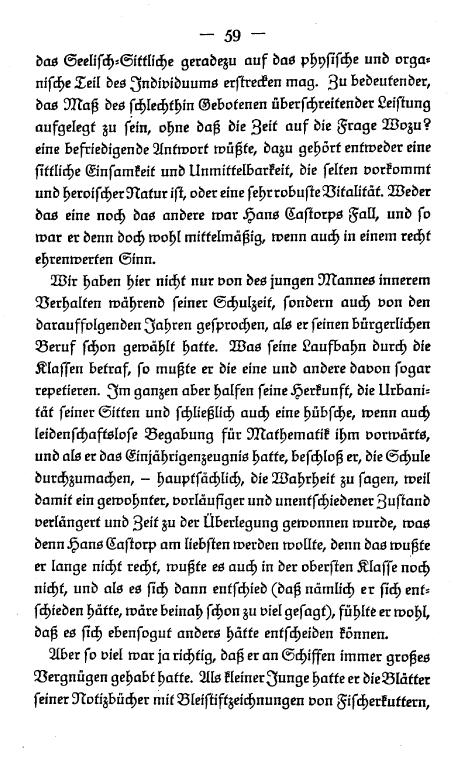 — 59 —
das Seelisch-Sittliche geradezu auf das physische und orga-
nische Teil des Individuums erstrecken mag. Zu bedeutender,
das Maß des schlechthin Gebotenen überschreitender Leistung
aufgelegt zu sein, ohne daß die Zeit auf die Frage Wozu?
eine befriedigende Antwort wüßte, dazu gehört entweder eine
sittliche Einsamkeit und Unmittelbarkeit, die selten vorkommt
und heroischer Natur ist, oder eine sehr robuste Vitalität. Weder
das eine noch das andere war Hans Castorps Fall, und so
war er denn doch wohl mittelmäßig, wenn auch in einem recht
ehrenwerten Sinn.
Wir haben hier nicht nur von des jungen Mannes innerem
Verhalten während seiner Schulzeit, sondern auch von den
darauffolgenden Jahren gesprochen, als er seinen bürgerlichen
Beruf schon gewählt hatte. Was seine Laufbahn durch die
Klassen betraf, so mußte er die eine und andere davon sogar
repetieren. Im ganzen aber halfen seine Herkunft, die Urbani-
tät seiner Sitten und schließlich auch eine hübsche, wenn auch
leidenschaftslose Begabung für Mathematik ihm vorwärts,
und als er das Einjährigenzeugnis hatte, beschloß er, die Schule
durchzumachen, – hauptsächlich, die Wahrheit zu sagen, weil
damit ein gewohnter, vorläufiger und unentschiedener Zustand
verlängert und Zeit zu der Überlegung gewonnen wurde, was
denn Hans Castorp am liebsten werden wollte, denn das wußte
er lange nicht recht, wußte es auch in der obersten Klasse noch
nicht, und als es sich dann entschied (daß nämlich er sich ent-
schieden hätte, wäre beinah schon zu viel gesagt), fühlte er wohl,
daß es sich ebensogut anders hätte entscheiden können.
Aber so viel war ja richtig, daß er an Schiffen immer großes
Vergnügen gehabt hatte. Als kleiner Junge hatte er die Blätter
seiner Notizbücher mit Bleistiftzeichnungen von Fischerkuttern,